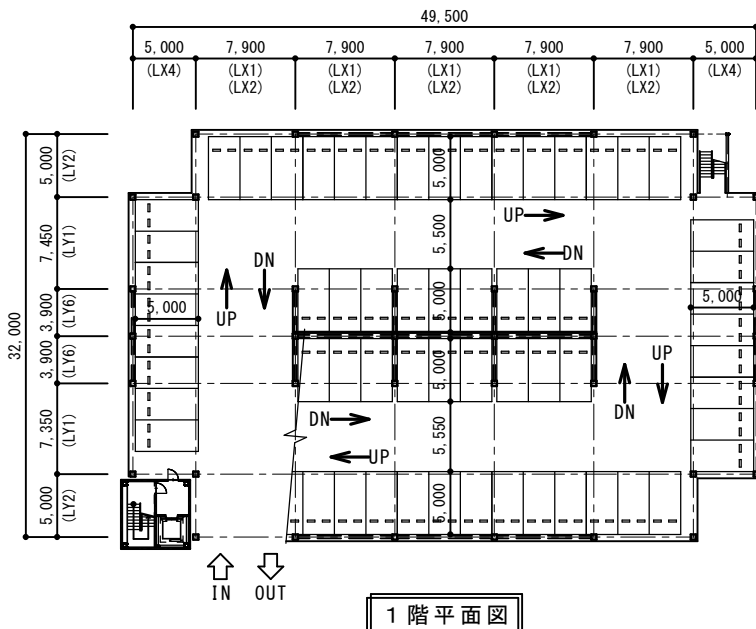 49,500
5,000 7,900 7,900 7,900 7,900 7,900 5,000
(LX4) (LX1) (LX1) (LX1) (LX1) (LX1) (LX4)
(LX2) (LX2) (LX2) (LX2) (LX2)
32,000
5,000
(LY2)
7,450
(LY1)
3,900
(LY6)
3,900
(LY6)
7,350
(LY1)
5,000
(LY2)
5,000
5,500
5,000
5,000
5,550
5,000
UP
DN
DN
UP
5,000
5,000
UP
DN
DN
UP
IN OUT
1階平面図